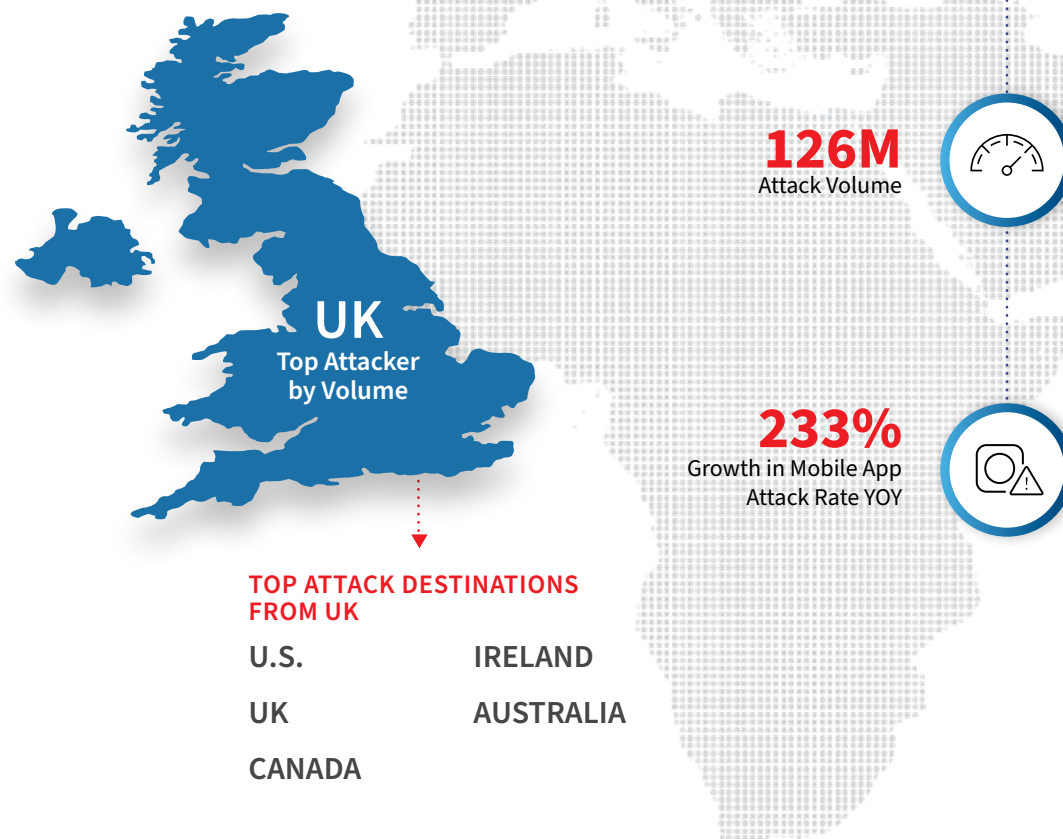 126M
Attack Volume
UK
Top Attacker
by Volume
233%
Growth in Mobile App
Attack Rate YOY
TOP ATTACK DESTINATIONS
FROM UK
U.S.
UK
CANADA
IRELAND
AUSTRALIA